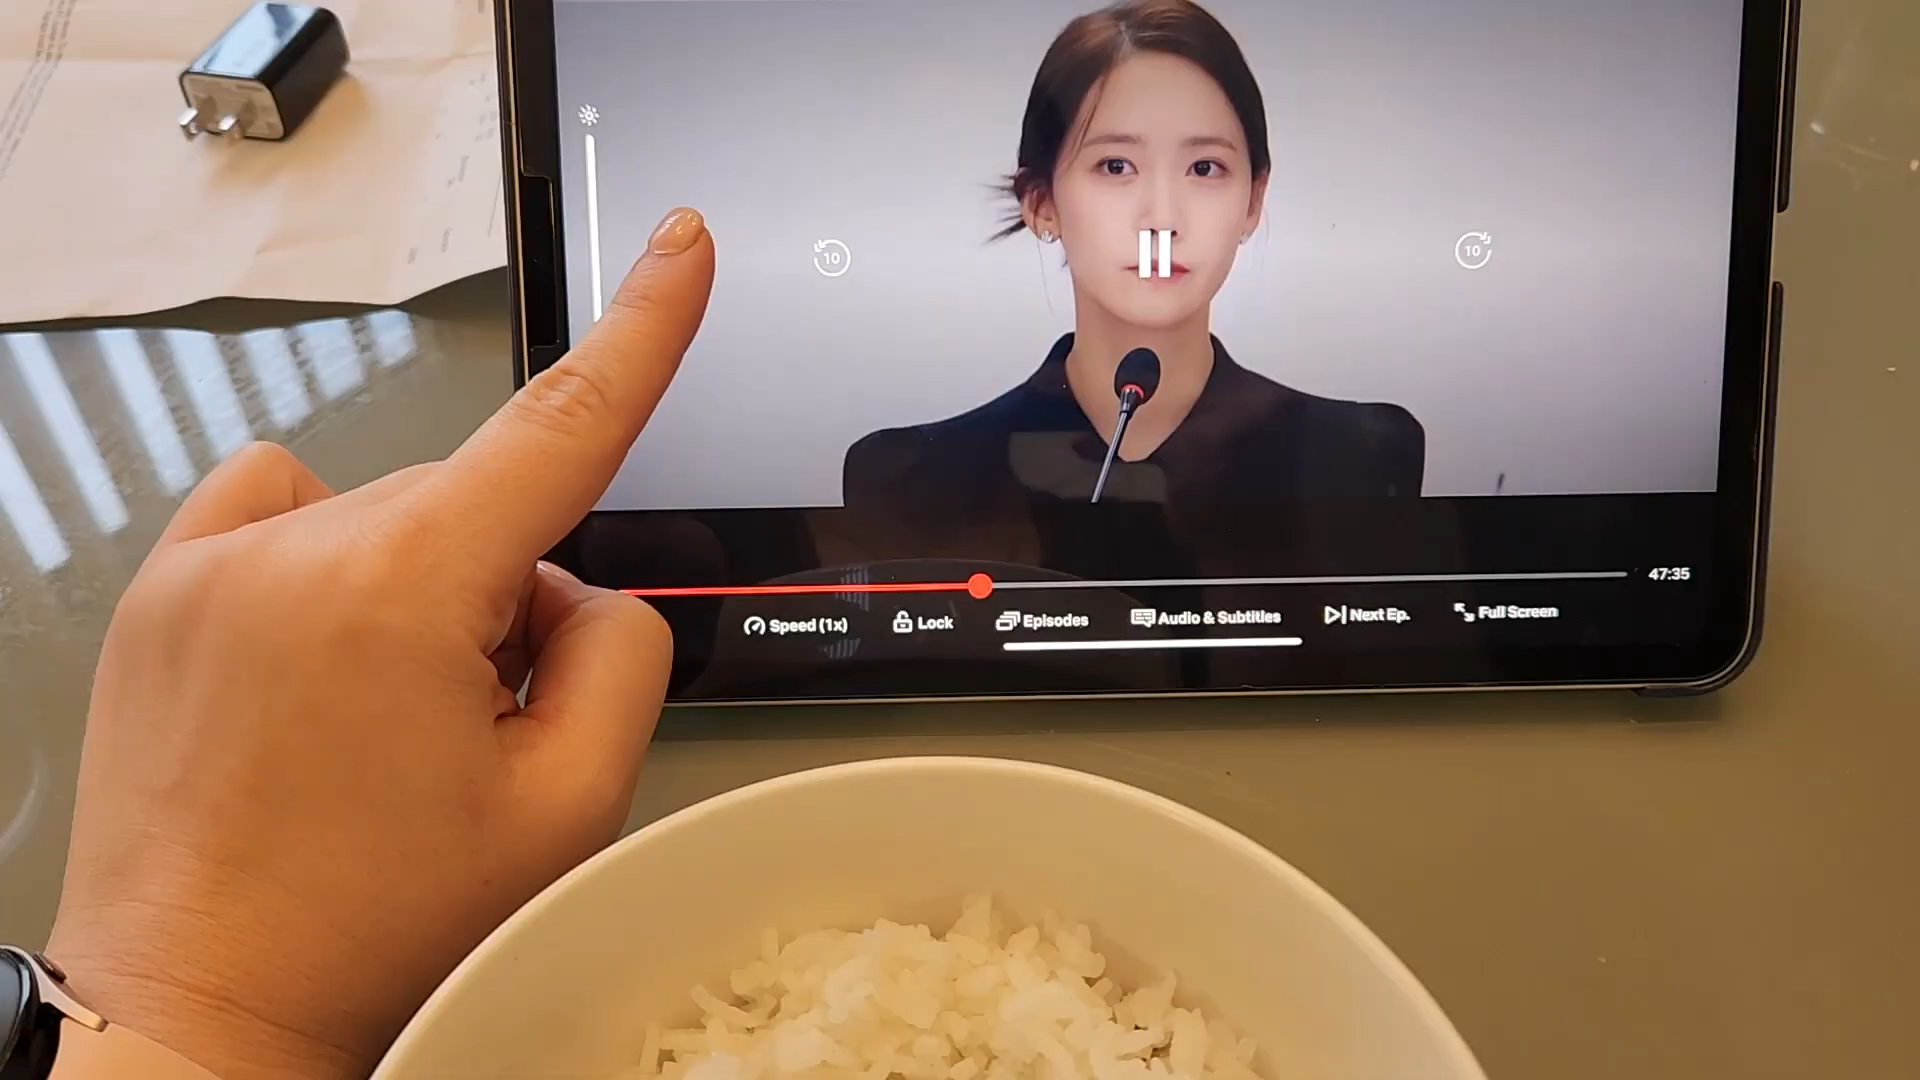 10
10
47:35
Speed (1x)
Lock
Episodes
Audio & Subtitles
Next Ep.
Full Screen